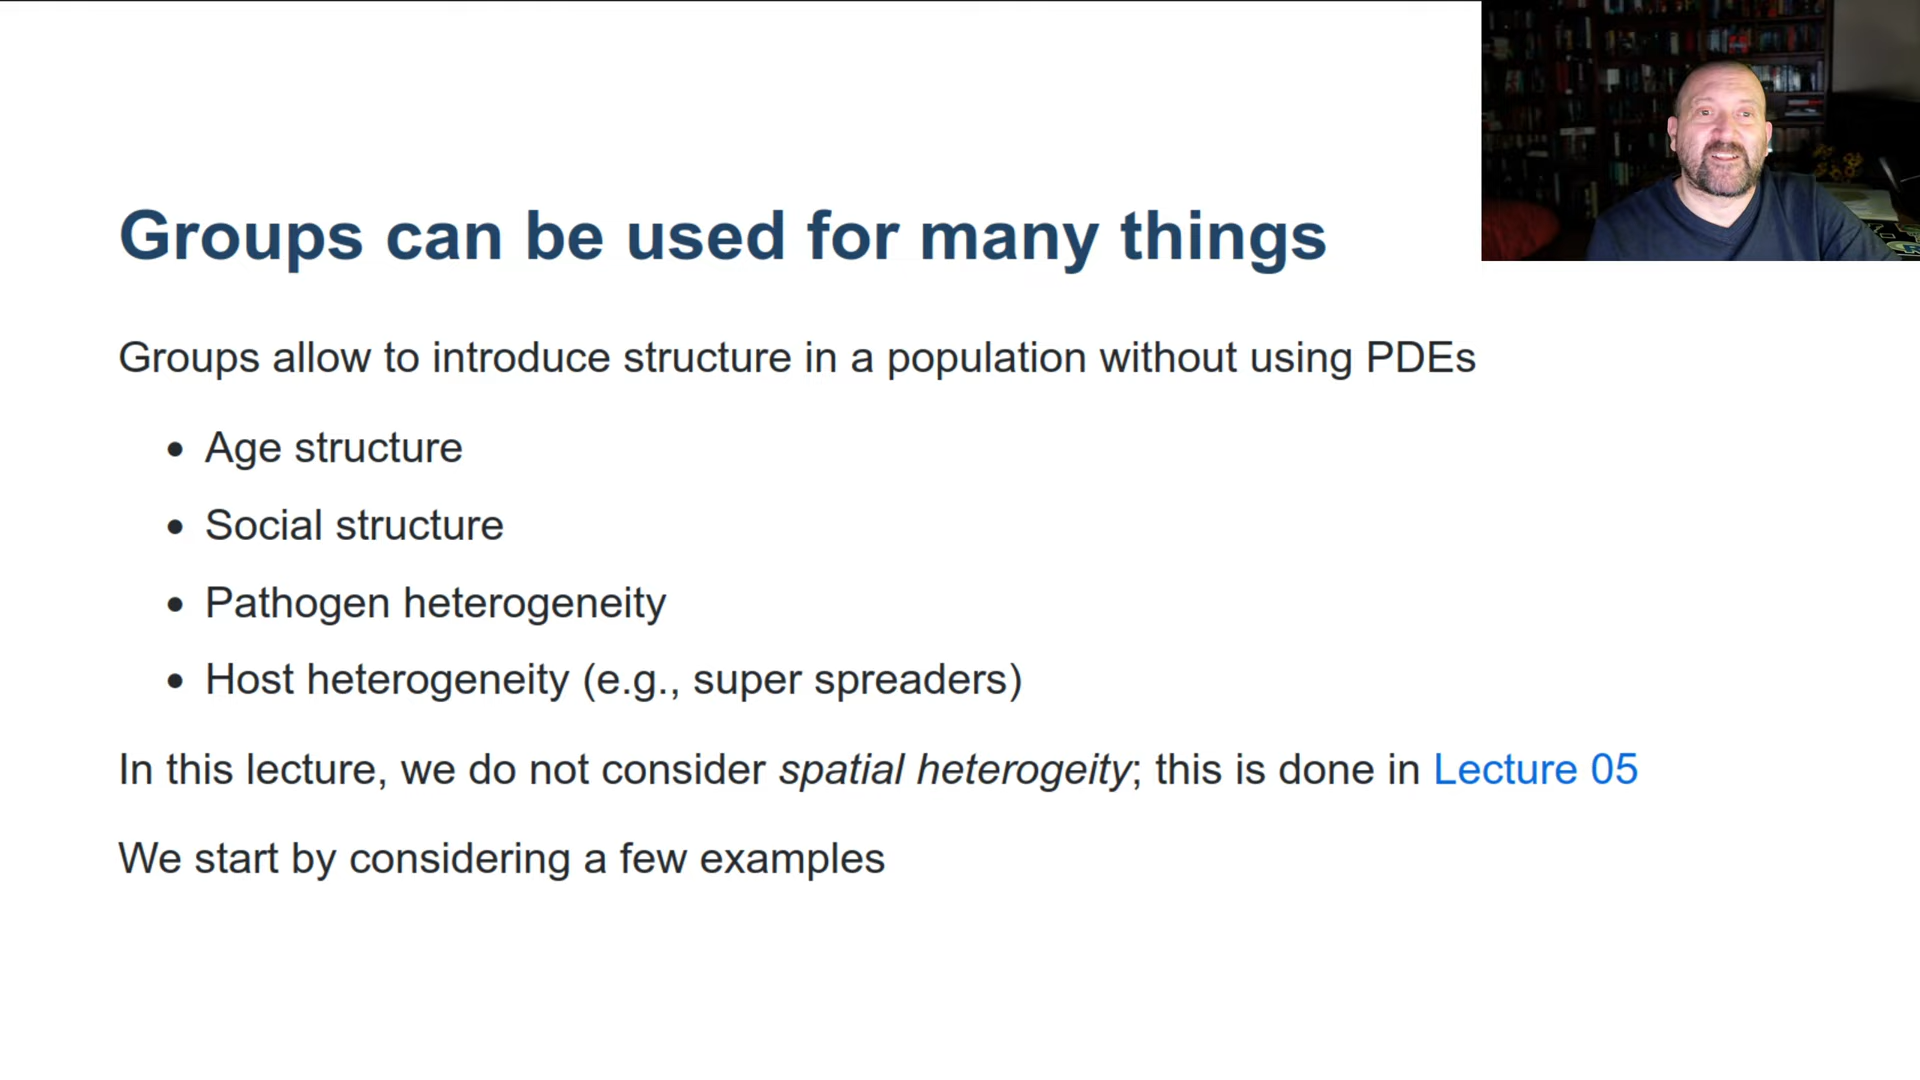 Groups can be used for many things
Groups allow to introduce structure in a population without using PDEs
• Age structure
• Social structure
• Pathogen heterogeneity
• Host heterogeneity (e.g., super spreaders)
In this lecture, we do not consider spatial heterogeity; this is done in Lecture 05
We start by considering a few examples